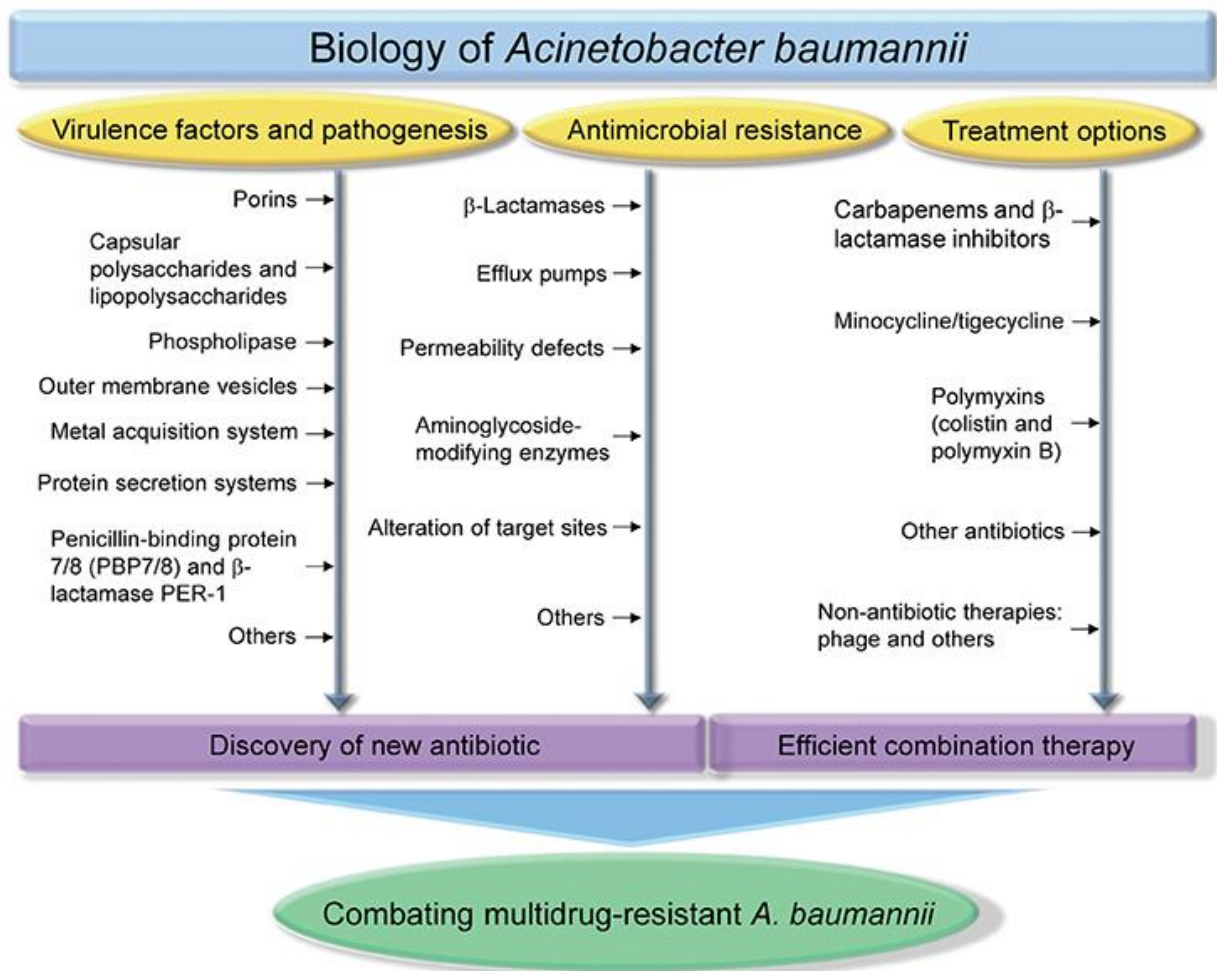 Biology of Acinetobacter baumannii
Virulence factors and pathogenesis
Porins
Capsular
polysaccharides and
lipopolysaccharides
Phospholipase
Outer membrane vesicles
Metal acquisition system
Protein secretion systems
Penicillin-binding protein
7/8 (PBP7/8) and β-
lactamase PER-1
Others
Antimicrobial resistance
β-Lactamases
Efflux pumps
Permeability defects
Aminoglycoside-
modifying enzymes
Alteration of target sites
Others
Treatment options
Carbapenems and β-
lactamase inhibitors
Minocycline/tigecycline
Polymyxins
(colistin and
polymyxin B)
Other antibiotics
Non-antibiotic therapies:
phage and others
Discovery of new antibiotic
Efficient combination therapy
Combating multidrug-resistant A. baumannii